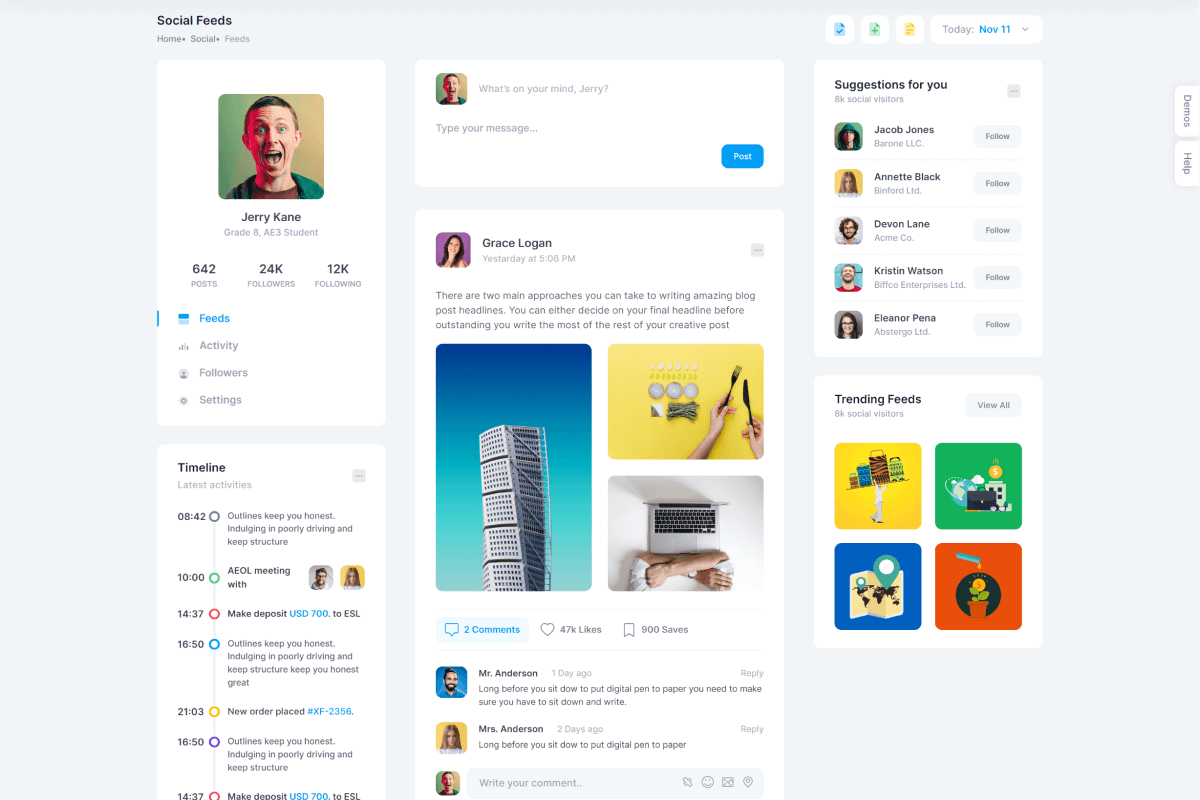 Social Feeds
Home• Social• Feeds
Today: Nov 11
Demos
Help
Jerry Kane
Grade 8, AE3 Student
642 24K 12K
POSTS FOLLOWERS FOLLOWING
Feeds
Activity
Followers
Settings
Timeline
Latest activities
08:42 Outlines keep you honest.
Indulging in poorly driving and
keep structure
10:00 AEOL meeting
with
14:37 Make deposit USD 700. to ESL
16:50 Outlines keep you honest.
Indulging in poorly driving and
keep structure keep you honest
great
21:03 New order placed #XF-2356.
16:50 Outlines keep you honest.
Indulging in poorly driving and
keep structure
14:37 Make deposit USD 700. to ESL
What's on your mind, Jerry?
Type your message...
Post
Grace Logan
Yestarday at 5:06 PM
There are two main approaches you can take to writing amazing blog
post headlines. You can either decide on your final headline before
outstanding you write the most of the rest of your creative post
2 Comments 47k Likes 900 Saves
Mr. Anderson 1 Day ago Reply
Long before you sit dow to put digital pen to paper you need to make
sure you have to sit down and write.
Mrs. Anderson 2 Days ago Reply
Long before you sit dow to put digital pen to paper
Write your comment..
Suggestions for you
8k social visitors
Jacob Jones
Barone LLC.
Follow
Annette Black
Binford Ltd.
Follow
Devon Lane
Acme Co.
Follow
Kristin Watson
Biffco Enterprises Ltd.
Follow
Eleanor Pena
Abstergo Ltd.
Follow
Trending Feeds
8k social visitors
View All